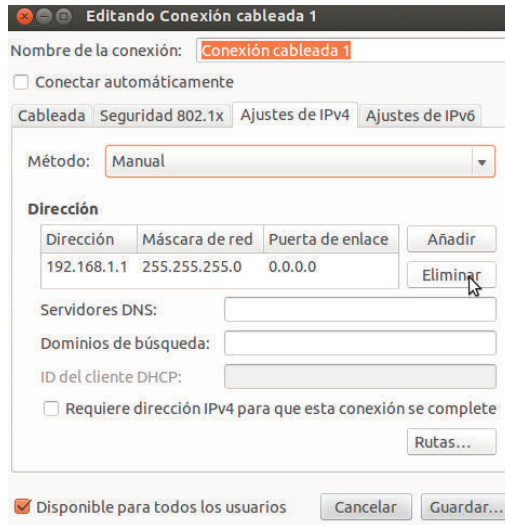 Editando Conexión cableada 1
Nombre de la conexión: Conexión cableada 1
Conectar automáticamente
Cableada Seguridad 802.1x Ajustes de IPv4 Ajustes de IPv6
Método: Manual
Dirección
Dirección Máscara de red Puerta de enlace Añadir
192.168.1.1 255.255.255.0 0.0.0.0 Eliminar
Servidores DNS:
Dominios de búsqueda:
ID del cliente DHCP:
Requiere dirección IPv4 para que esta conexión se complete
Rutas...
Disponible para todos los usuarios Cancelar Guardar...